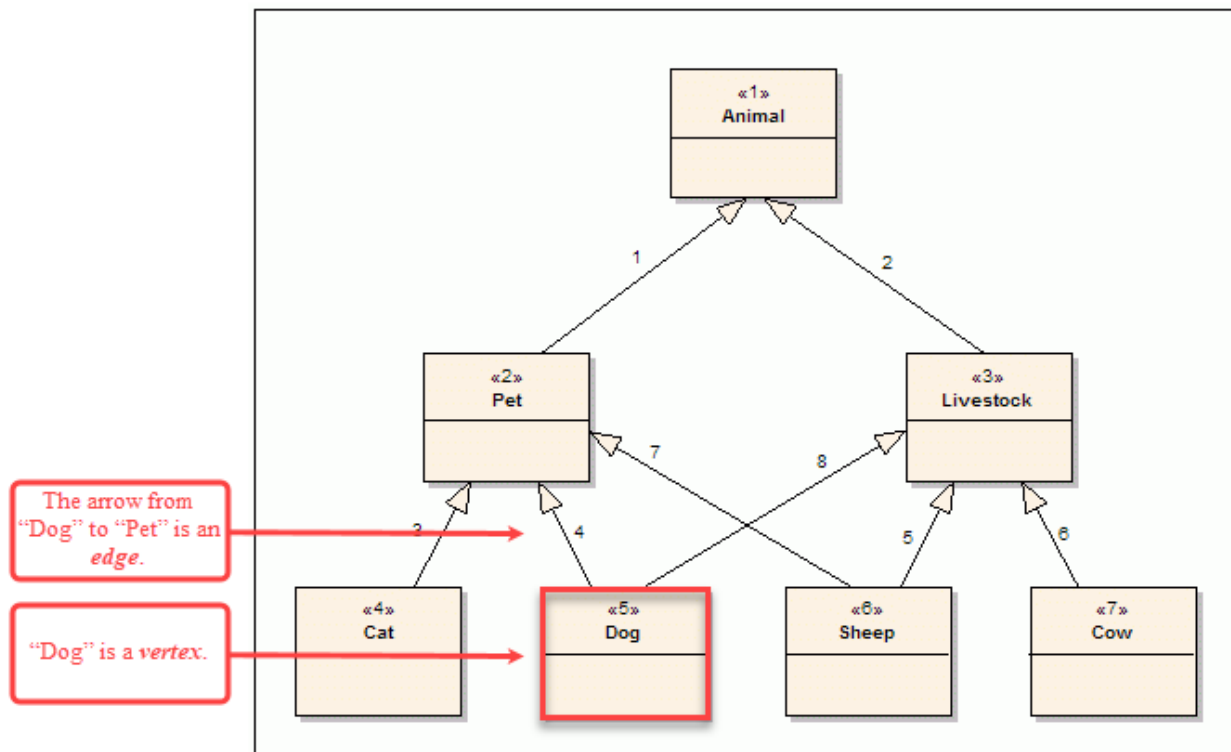 «1»
Animal
1
2
«2»
Pet
«3»
Livestock
7
8
The arrow from
“Dog” to “Pet” is an
edge.
3
4
5
6
«4»
Cat
«5»
Dog
«6»
Sheep
«7»
Cow
“Dog” is a vertex.